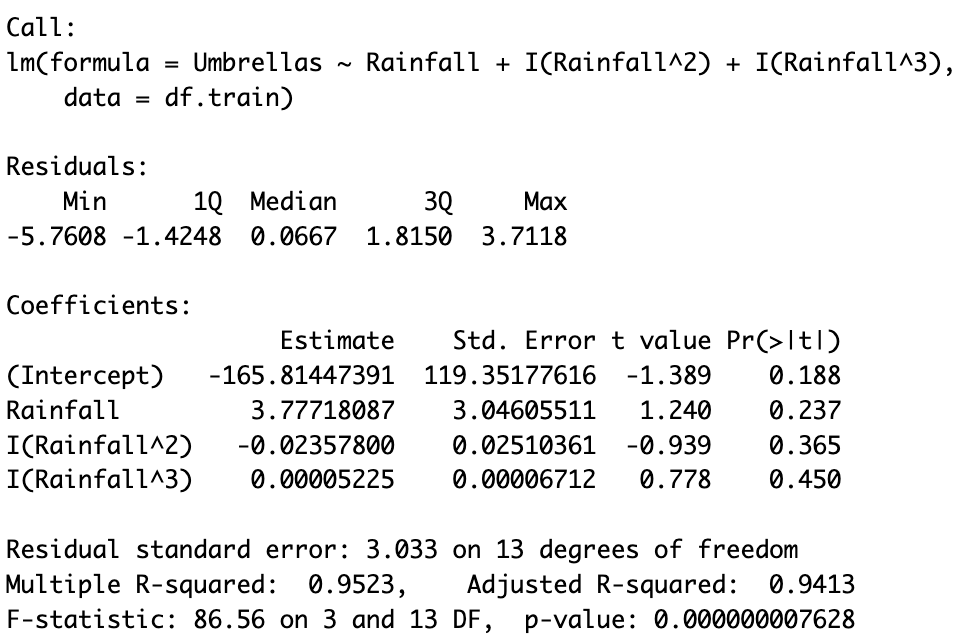 Call:
lm(formula = Umbrellas ~ Rainfall + I(Rainfall^2) + I(Rainfall^3),
    data = df.train)

Residuals:
    Min      1Q  Median      3Q     Max
-5.7608 -1.4248  0.0667  1.8150  3.7118

Coefficients:
                  Estimate    Std. Error t value Pr(>|t|)
(Intercept)   -165.81447391  119.35177616  -1.389    0.188
Rainfall         3.77718087    3.04605511   1.240    0.237
I(Rainfall^2)   -0.02357800    0.02510361  -0.939    0.365
I(Rainfall^3)    0.00005225    0.00006712   0.778    0.450

Residual standard error: 3.033 on 13 degrees of freedom
Multiple R-squared:  0.9523,    Adjusted R-squared:  0.9413
F-statistic: 86.56 on 3 and 13 DF,  p-value: 0.000000007628